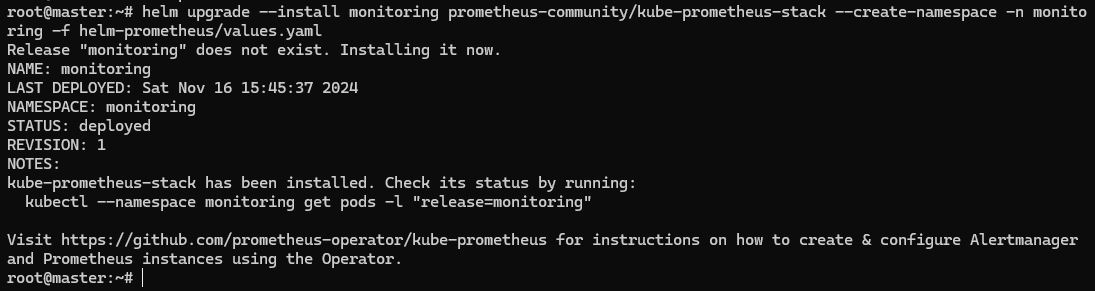 root@master:~# helm upgrade --install monitoring prometheus-community/kube-prometheus-stack --create-namespace -n monito
ring -f helm-prometheus/values.yaml
Release "monitoring" does not exist. Installing it now.
NAME: monitoring
LAST DEPLOYED: Sat Nov 16 15:45:37 2024
NAMESPACE: monitoring
STATUS: deployed
REVISION: 1
NOTES:
kube-prometheus-stack has been installed. Check its status by running:
  kubectl --namespace monitoring get pods -l "release=monitoring"

Visit https://github.com/prometheus-operator/kube-prometheus for instructions on how to create & configure Alertmanager
and Prometheus instances using the Operator.
root@master:~#